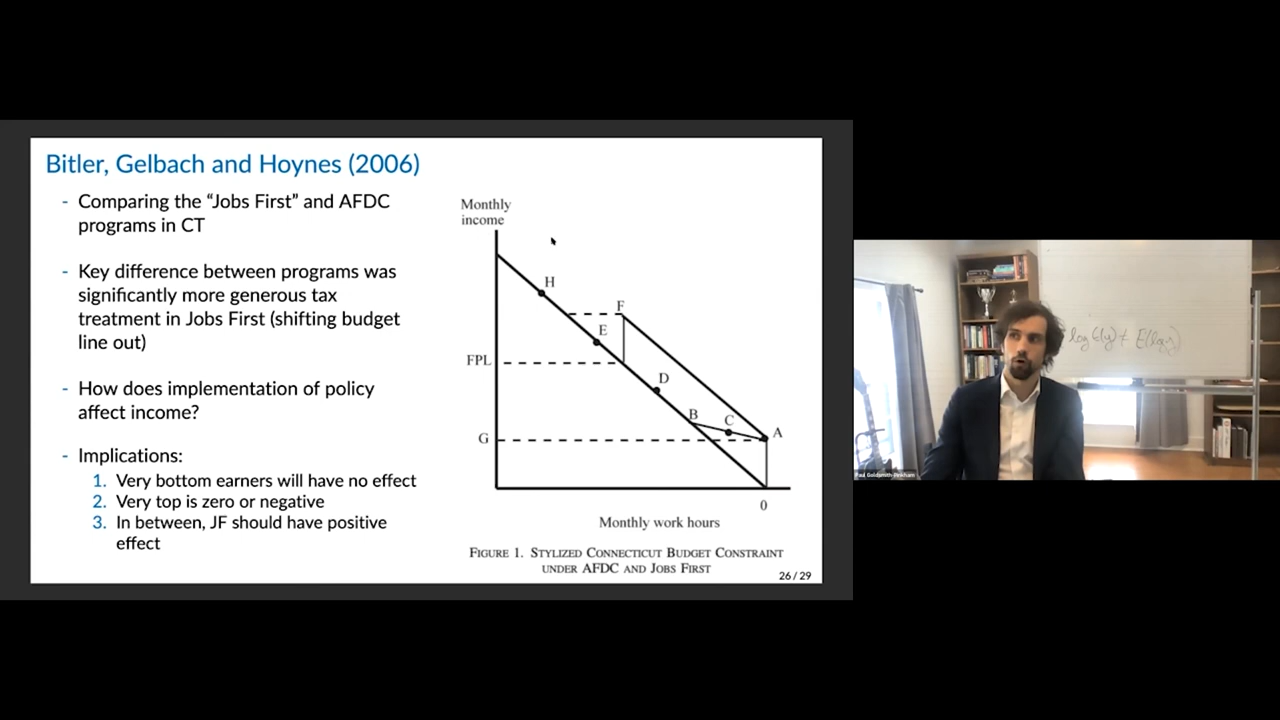 Bitler, Gelbach and Hoynes (2006)
- Comparing the “Jobs First” and AFDC
programs in CT
- Key difference between programs was
significantly more generous tax
treatment in Jobs First (shifting budget
line out)
- How does implementation of policy
affect income?
- Implications:
1. Very bottom earners will have no effect
2. Very top is zero or negative
3. In between, JF should have positive
effect
Monthly
income
H
F
E
FPL
D
B
C
A
G
0
Monthly work hours
FIGURE 1. STYLIZED CONNECTICUT BUDGET CONSTRAINT
UNDER AFDC AND JOBS FIRST
26 / 29
Paul Goldsmith-Pinkham